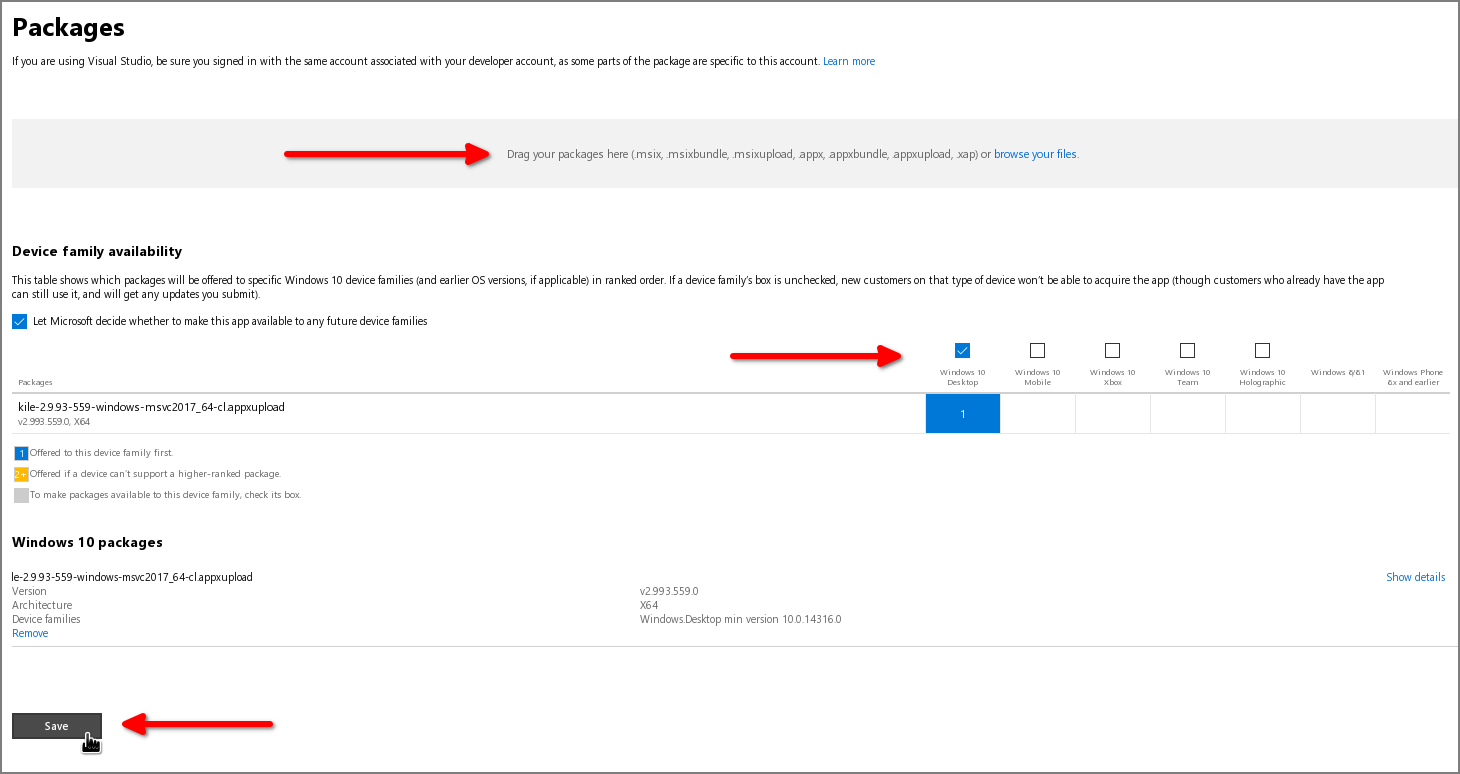 Packages
If you are using Visual Studio, be sure you signed in with the same account associated with your developer account, as some parts of the package are specific to this account. Learn more
Drag your packages here (.msix, .msixbundle, .msixupload, .appx, .appxbundle, .appxupload, .xap) or browse your files.
Device family availability
This table shows which packages will be offered to specific Windows 10 device families (and earlier OS versions, if applicable) in ranked order. If a device family's box is unchecked, new customers on that type of device won't be able to acquire the app (though customers who already have the app
can still use it, and will get any updates you submit).
Let Microsoft decide whether to make this app available to any future device families
Packages
Windows 10 Desktop
Windows 10 Mobile
Windows 10 Xbox
Windows 10 Team
Windows 10 Holographic
Windows 8/8.1
Windows Phone 8.x and earlier
kile-2.9.93-559-windows-msvc2017_64-cl.appxupload
v2.993.559.0, X64
1
1 Offered to this device family first.
2+ Offered if a device can't support a higher-ranked package.
To make packages available to this device family, check its box.
Windows 10 packages
le-2.9.93-559-windows-msvc2017_64-cl.appxupload Show details
Version v2.993.559.0
Architecture X64
Device families Windows.Desktop min version 10.0.14316.0
Remove
Save